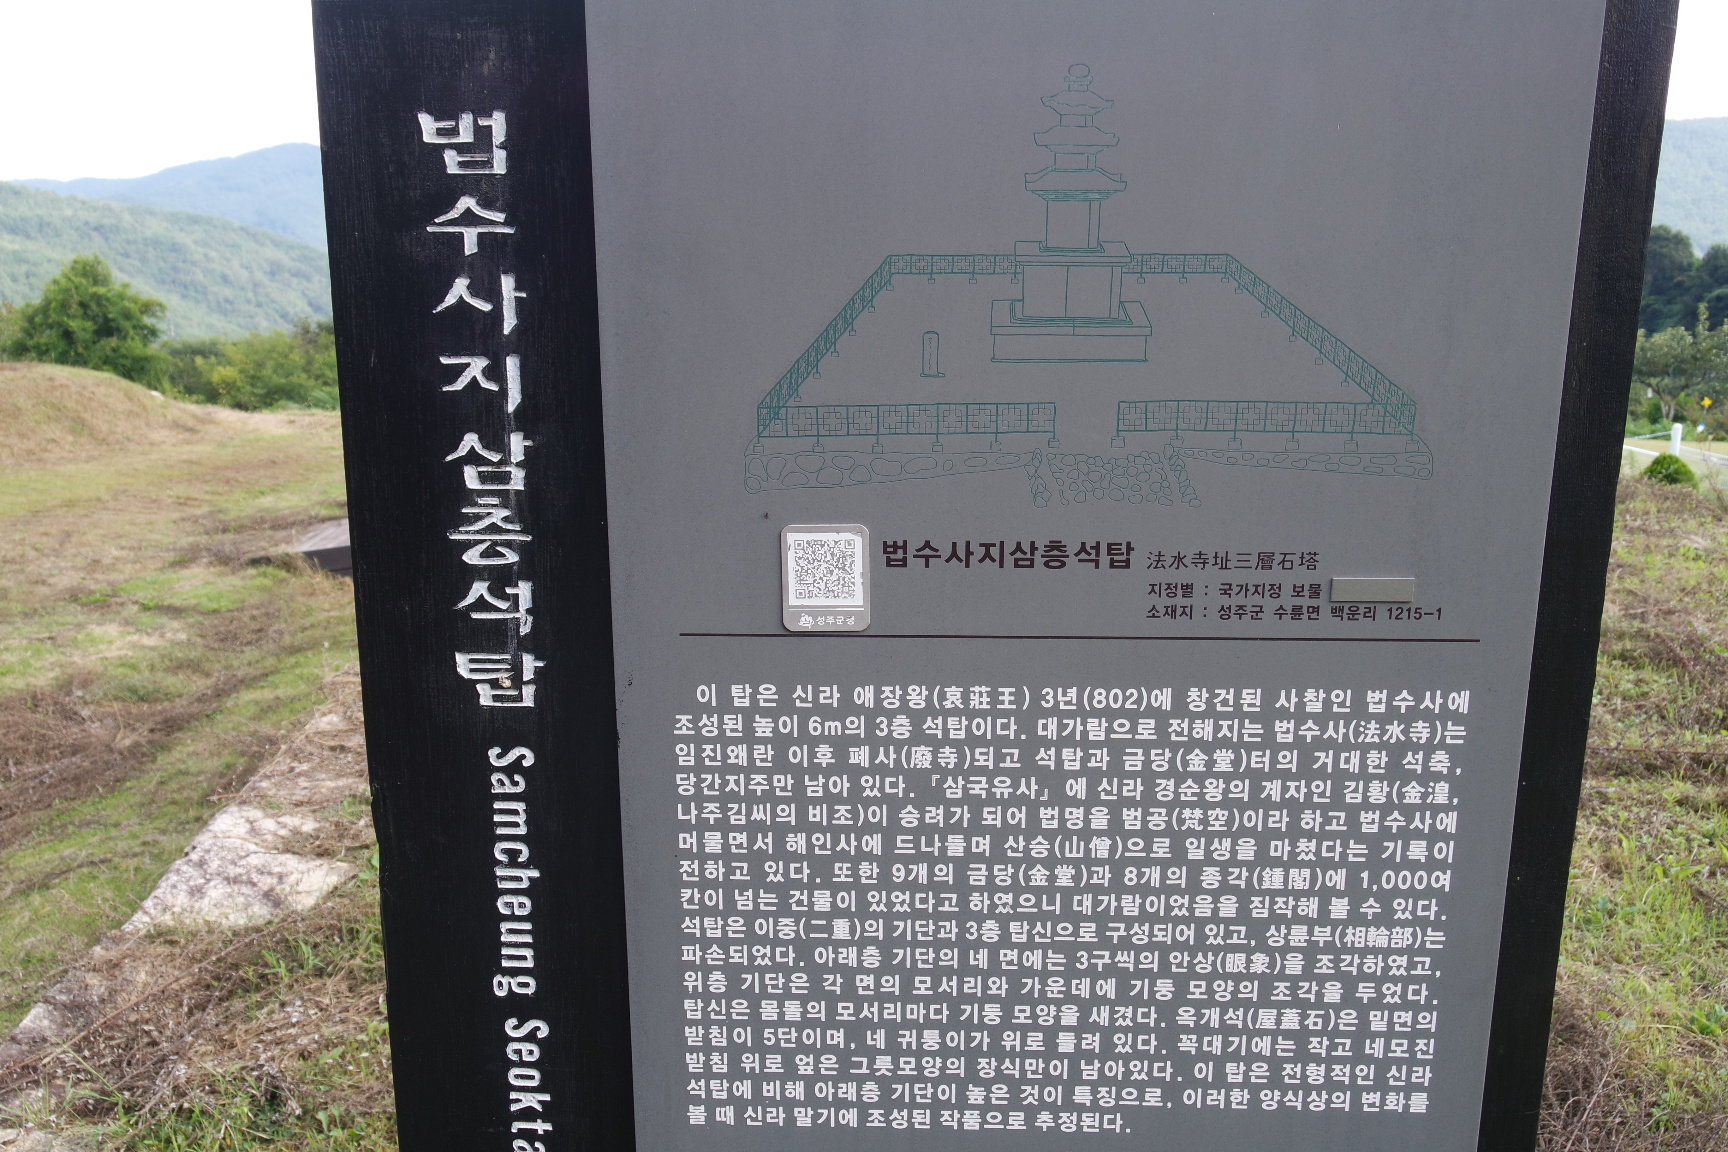 법수사지삼층석탑 Samcheung Seokta
성주군청
법수사지삼층석탑 法水寺址三層石塔
지정별 : 국가지정 보물
소재지 : 성주군 수륜면 백운리 1215-1
이 탑은 신라 애장왕(哀莊王) 3년(802)에 창건된 사찰인 법수사에
조성된 높이 6m의 3층 석탑이다. 대가람으로 전해지는 법수사(法水寺)는
임진왜란 이후 폐사(廢寺)되고 석탑과 금당(金堂)터의 거대한 석축,
당간지주만 남아 있다. 『삼국유사』에 신라 경순왕의 계자인 김황(金湟,
나주김씨의 비조)이 승려가 되어 법명을 범공(梵空)이라 하고 법수사에
머물면서 해인사에 드나들며 산승(山僧)으로 일생을 마쳤다는 기록이
전하고 있다. 또한 9개의 금당(金堂)과 8개의 종각(鍾閣)에 1,000여
칸이 넘는 건물이 있었다고 하였으니 대가람이었음을 짐작해 볼 수 있다.
석탑은 이중(二重)의 기단과 3층 탑신으로 구성되어 있고, 상륜부(相輪部)는
파손되었다. 아래층 기단의 네 면에는 3구씩의 안상(眼象)을 조각하였고,
위층 기단은 각 면의 모서리와 가운데에 기둥 모양의 조각을 두었다.
탑신은 몸돌의 모서리마다 기둥 모양을 새겼다. 옥개석(屋蓋石)은 밑면의
받침이 5단이며, 네 귀퉁이가 위로 들려 있다. 꼭대기에는 작고 네모진
받침 위로 엎은 그릇모양의 장식만이 남아있다. 이 탑은 전형적인 신라
석탑에 비해 아래층 기단이 높은 것이 특징으로, 이러한 양식상의 변화를
볼 때 신라 말기에 조성된 작품으로 추정된다.